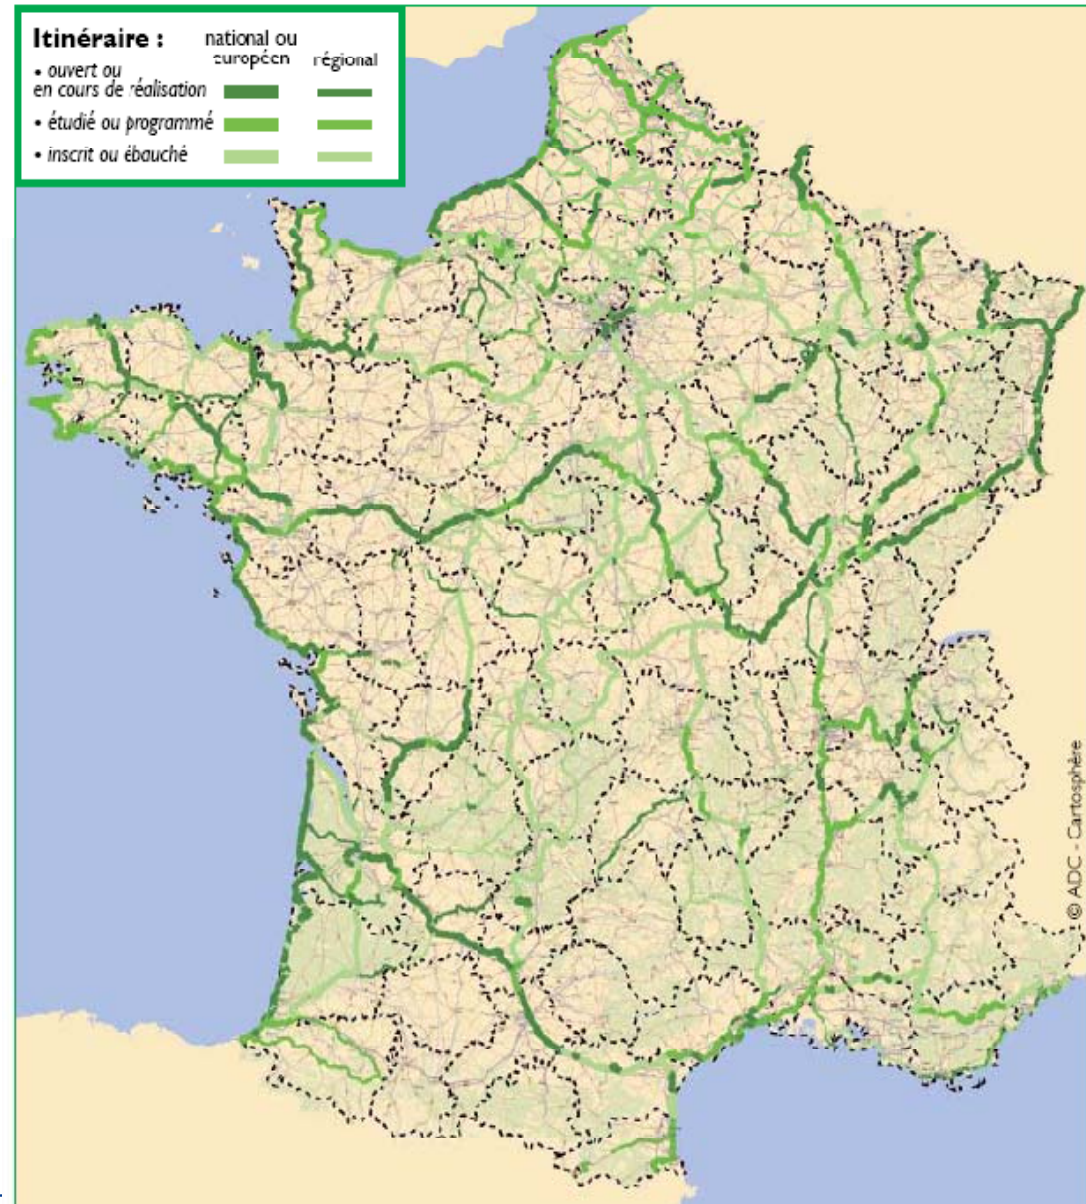 Itinéraire :
national ou
européen
régional
• ouvert ou
en cours de réalisation
• étudié ou programmé
• inscrit ou ébauché
© ADC - Cartosphère